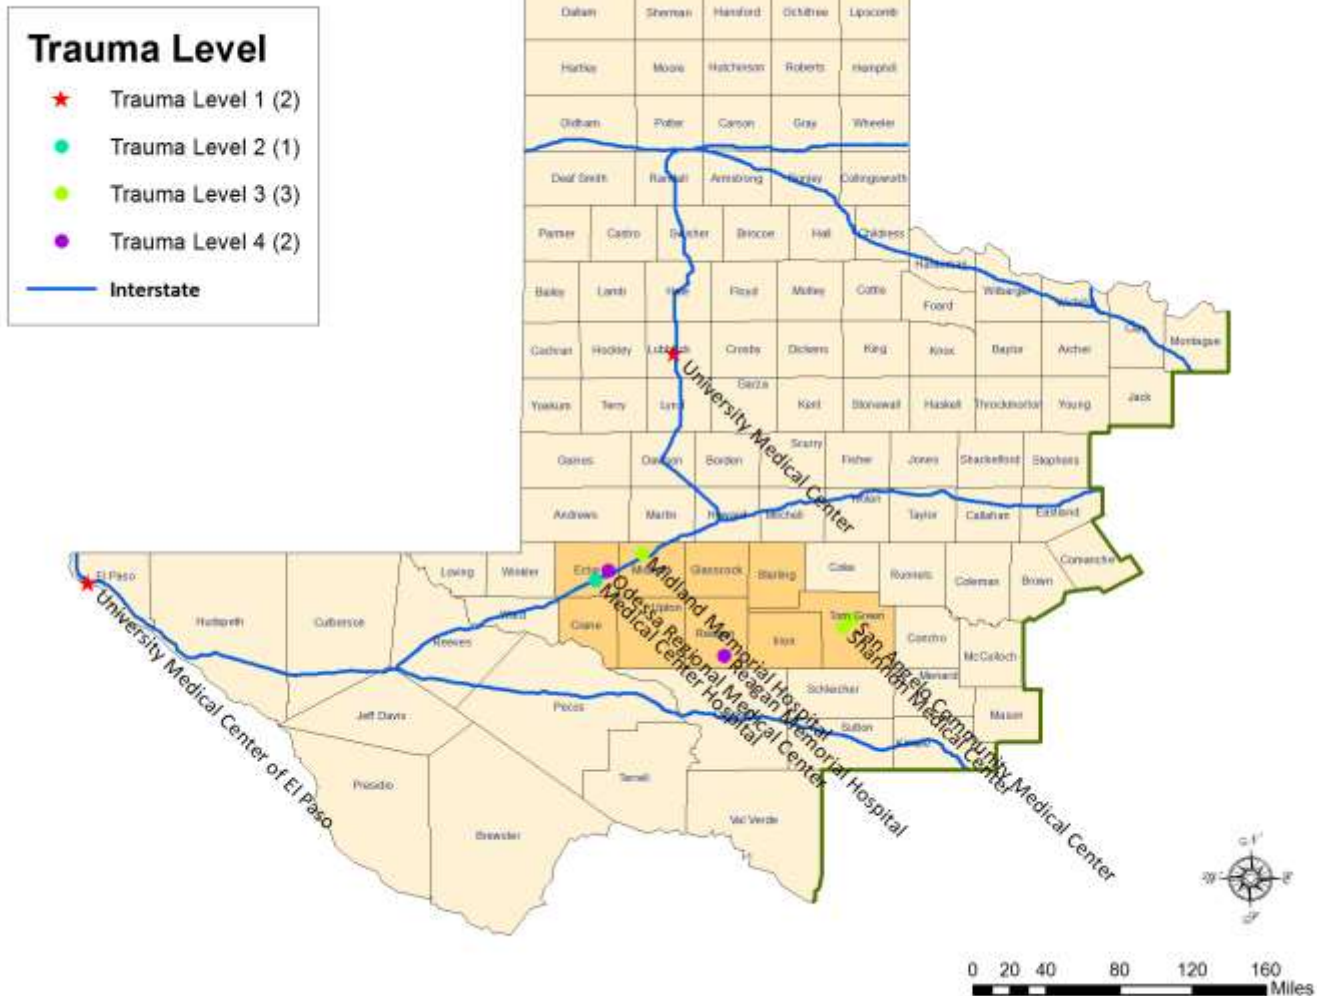 Trauma Level
Trauma Level 1 (2)
Trauma Level 2 (1)
Trauma Level 3 (3)
Trauma Level 4 (2)
Interstate
Dallam Sherman Hansford Ochiltree Lipscomb
Hartley Moore Hutchinson Roberts Hemphill
Oldham Potter Carson Gray Wheeler
Deaf Smith Randall Armstrong Donley Collingsworth
Parmer Castro Swisher Briscoe Hall Childress
Hardeman
Bailey Lamb Hale Floyd Motley Cottle Foard Wilbarger Wichita
Clay
Montague
Cochran Hockley Lubbock Crosby Dickens King Knox Baylor Archer
Yoakum Terry Lynn Garza Kent Stonewall Haskell Throckmorton Young Jack
Gaines Dawson Borden Scurry Fisher Jones Shackelford Stephens
Andrews Martin Howard Mitchell Nolan Taylor Callahan Eastland
El Paso Hudspeth Culberson Loving Winkler Ector Midland Glasscock Sterling Coke Runnels Coleman Brown Comanche
Reeves Ward Crane Upton Reagan Irion Tom Green Concho McCulloch
Jeff Davis Pecos Schleicher Menard Mason
Sutton Kimble
Presidio Brewster Terrell Val Verde
University Medical Center
University Medical Center of El Paso
Midland Memorial Hospital
Odessa Regional Medical Center
Medical Center Hospital
Reagan Memorial Hospital
San Angelo Community Medical Center
Shannon Medical Center
0 20 40 80 120 160
Miles